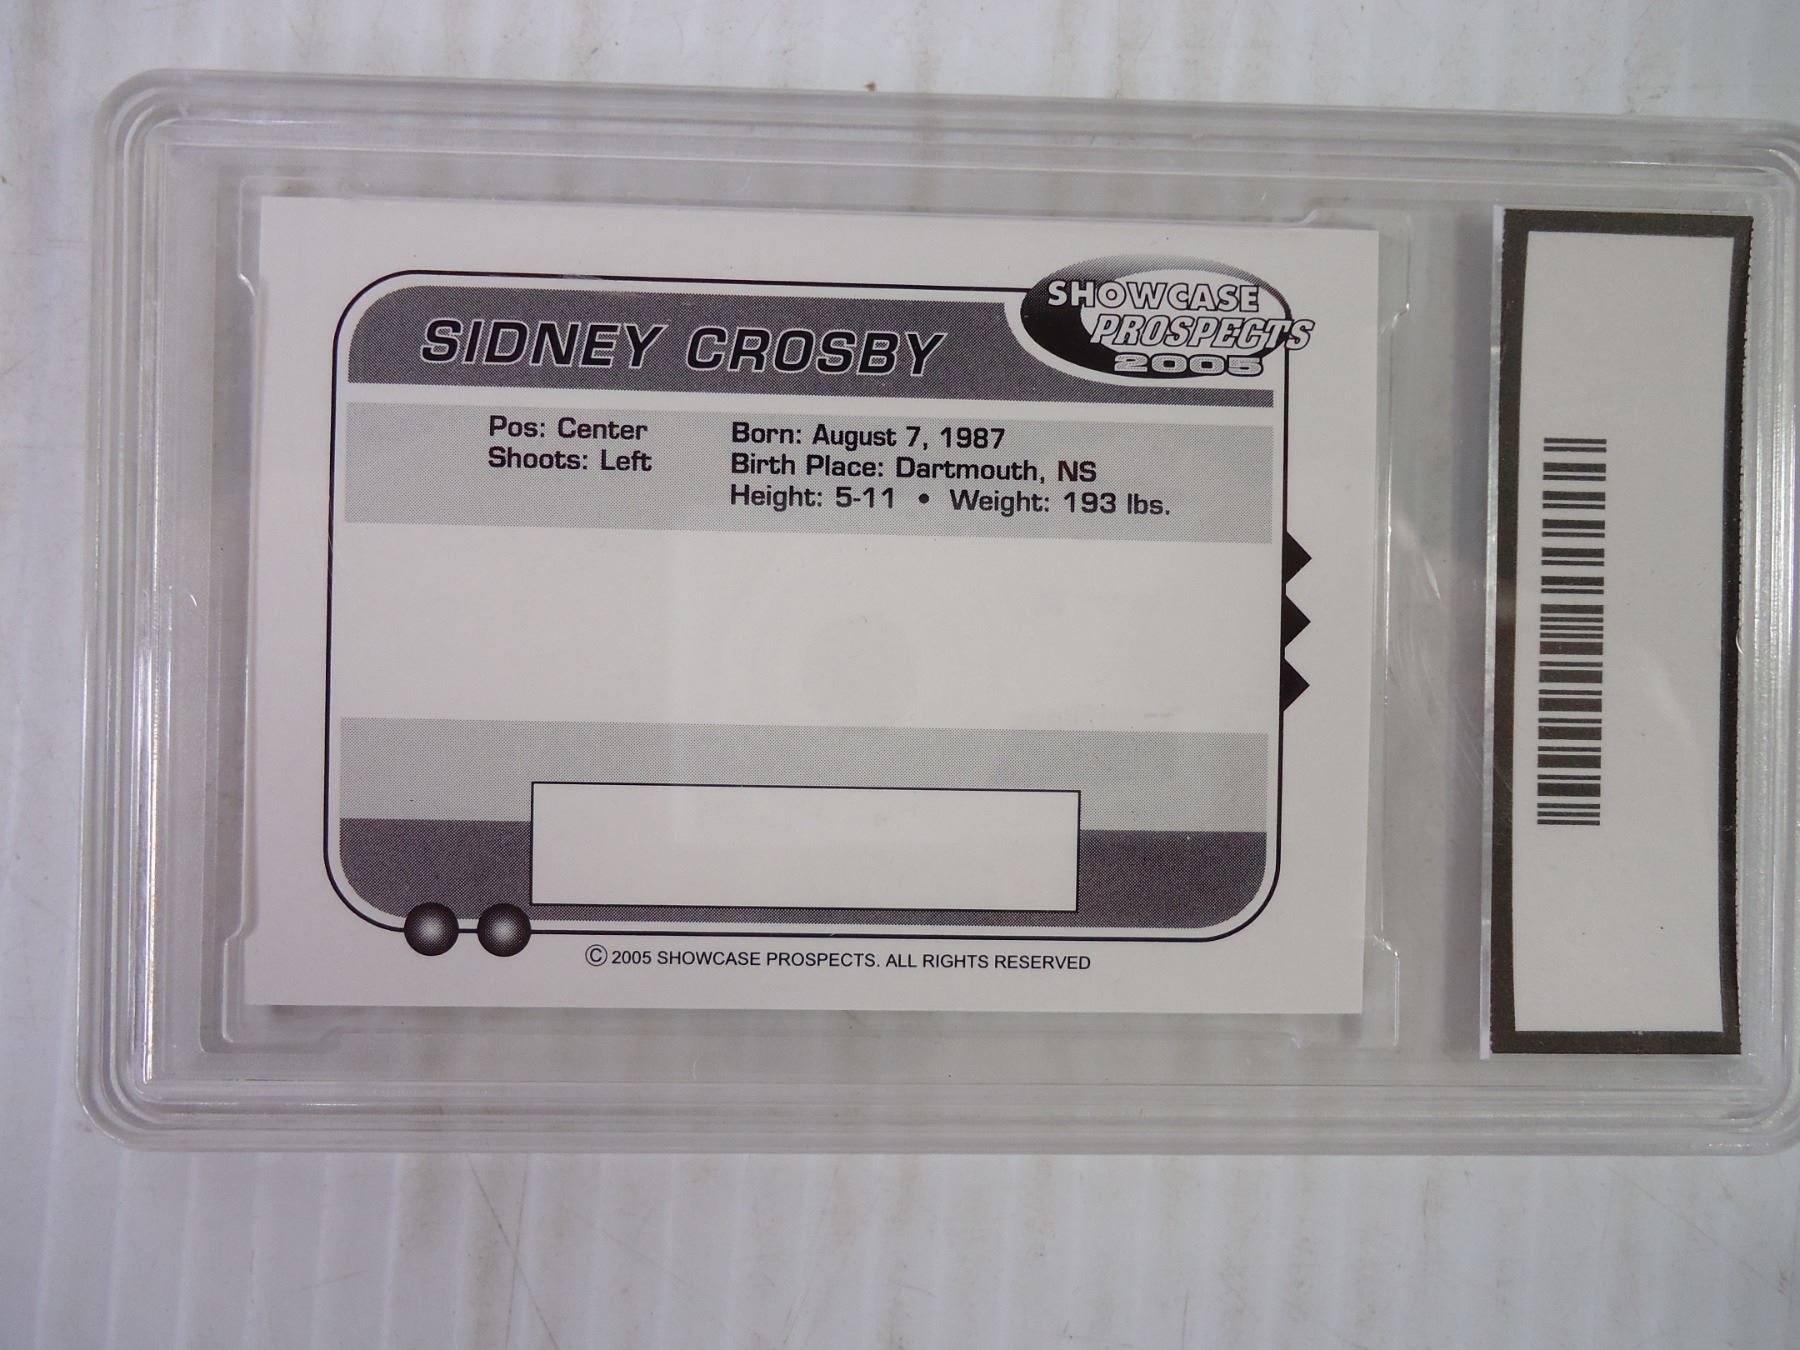 SIDNEY CROSBY
SHOWCASE
PROSPECTS
2005
Pos: Center
Shoots: Left
Born: August 7, 1987
Birth Place: Dartmouth, NS
Height: 5-11 • Weight: 193 lbs.
© 2005 SHOWCASE PROSPECTS. ALL RIGHTS RESERVED